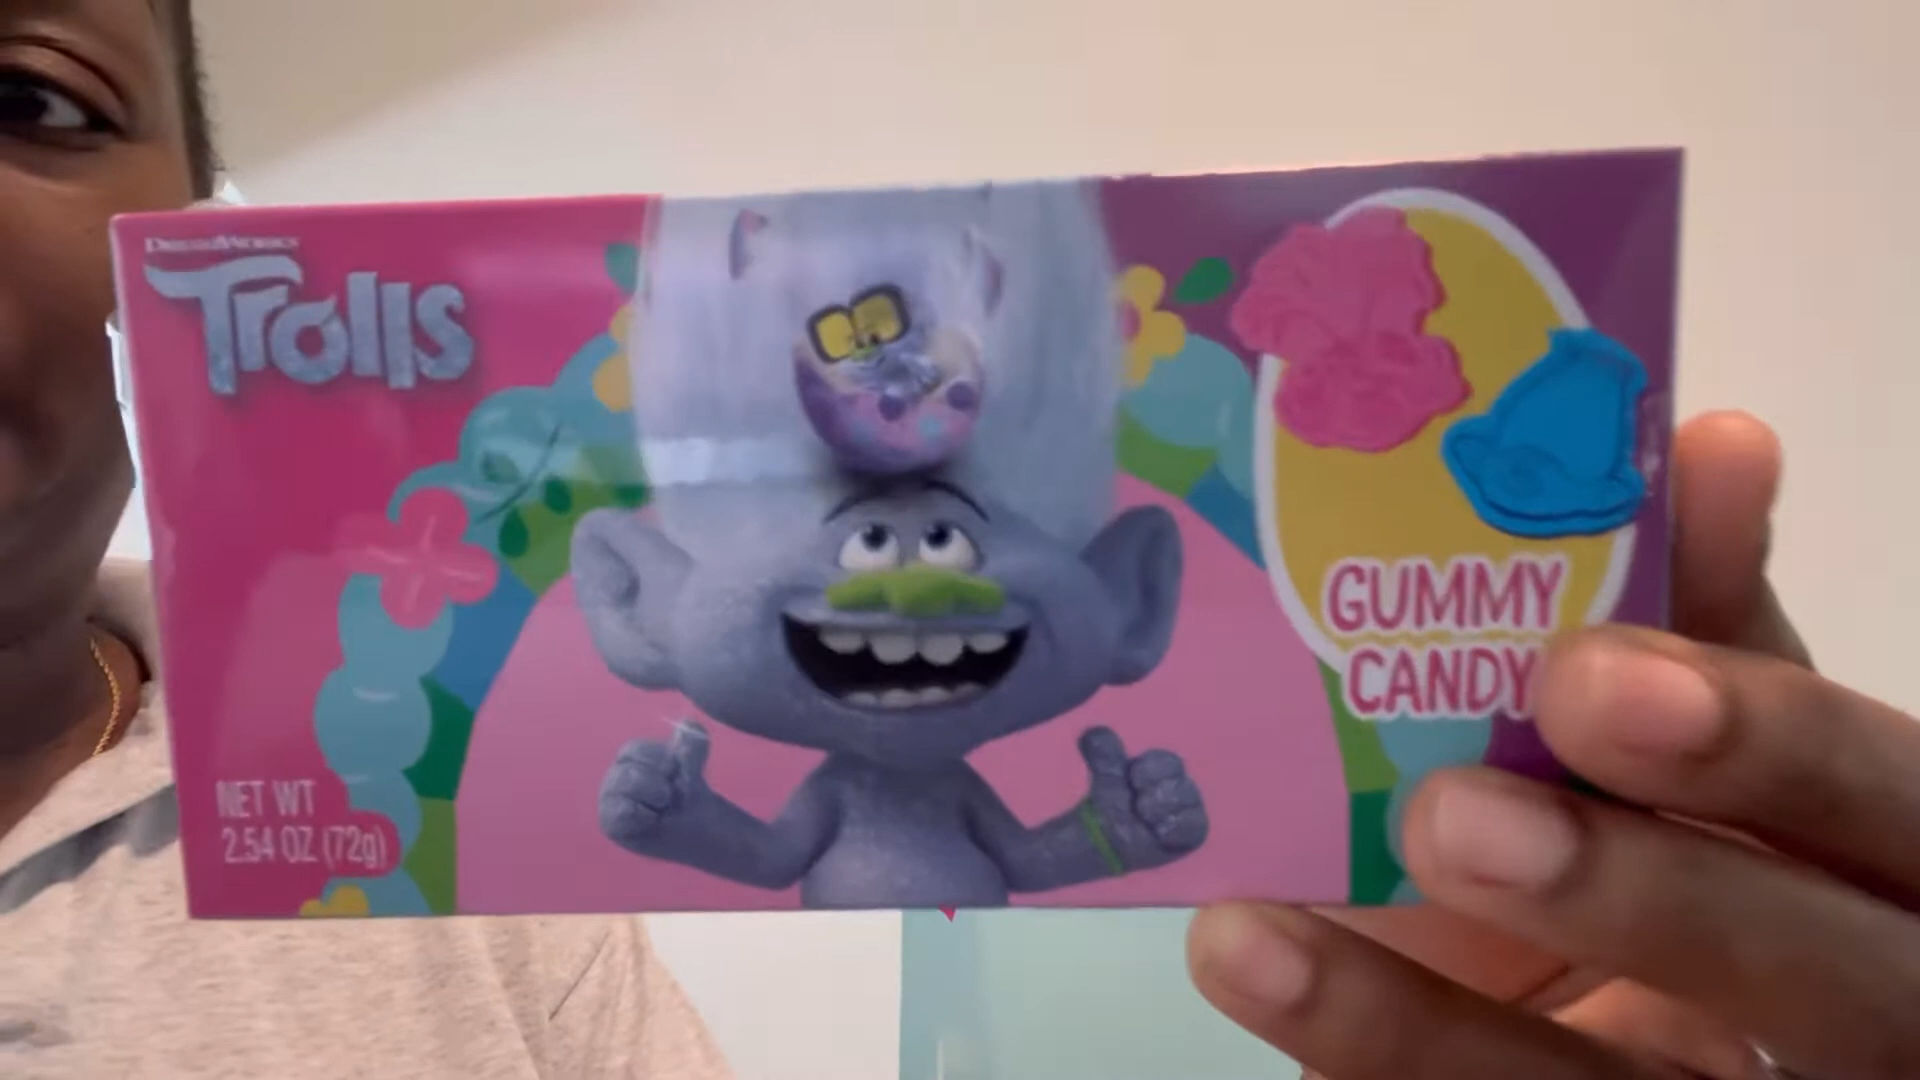 DREAMWORKS
Trolls
GUMMY
CANDY
NET WT
2.54 OZ (72g)